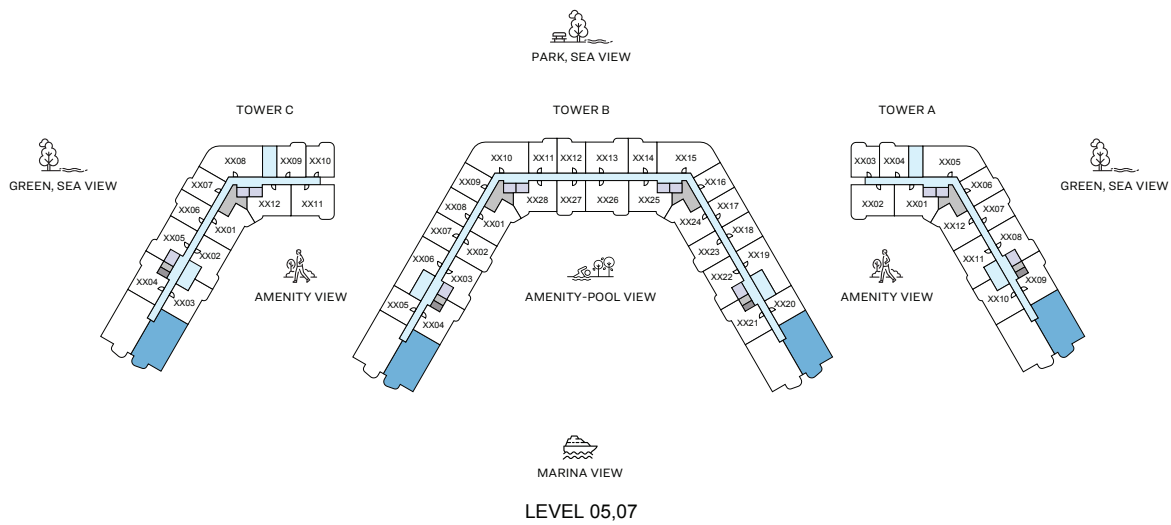 PARK, SEA VIEW
TOWER C
TOWER B
TOWER A
GREEN, SEA VIEW
GREEN, SEA VIEW
XX08
XX09
XX10
XX07
XX06
XX05
XX04
XX01
XX02
XX03
XX12
XX11
XX10
XX11
XX12
XX13
XX14
XX15
XX09
XX08
XX07
XX06
XX05
XX01
XX02
XX03
XX04
XX28
XX27
XX26
XX25
XX16
XX17
XX18
XX19
XX20
XX24
XX23
XX22
XX21
XX03
XX04
XX05
XX02
XX01
XX06
XX07
XX08
XX09
XX12
XX11
XX10
AMENITY VIEW
AMENITY-POOL VIEW
AMENITY VIEW
MARINA VIEW
LEVEL 05,07